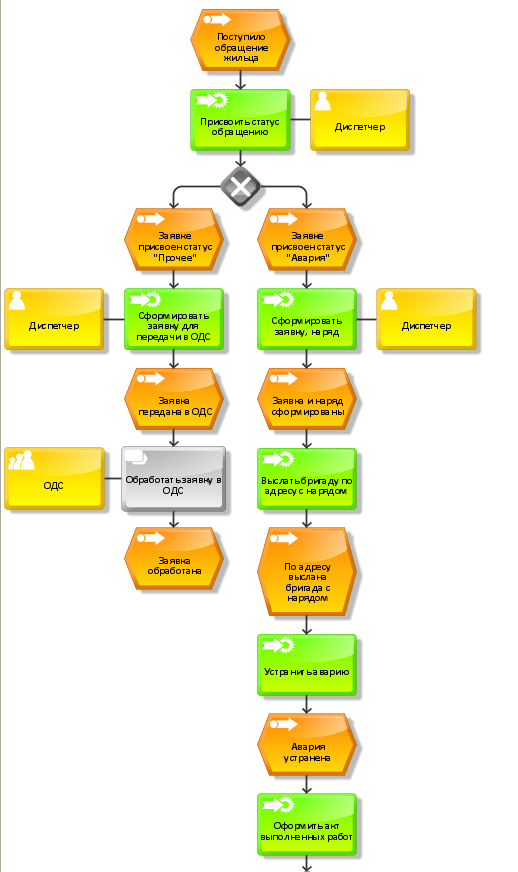 Поступило
обращение
жильца
Присвоить статус
обращению
Диспетчер
Заявке
присвоен статус
"Прочее"
Заявке
присвоен статус
"Авария"
Диспетчер
Сформировать
заявку для
передачи в ОДС
Сформировать
заявку, наряд
Диспетчер
Заявка
передана в ОДС
Заявка и наряд
сформированы
ОДС
Обработать заявку в
ОДС
Выслать бригаду по
адресу с нарядом
Заявка
обработана
По адресу
выслана
бригада с
нарядом
Устранить аварию
Авария
устранена
Оформить акт
выполненных работ